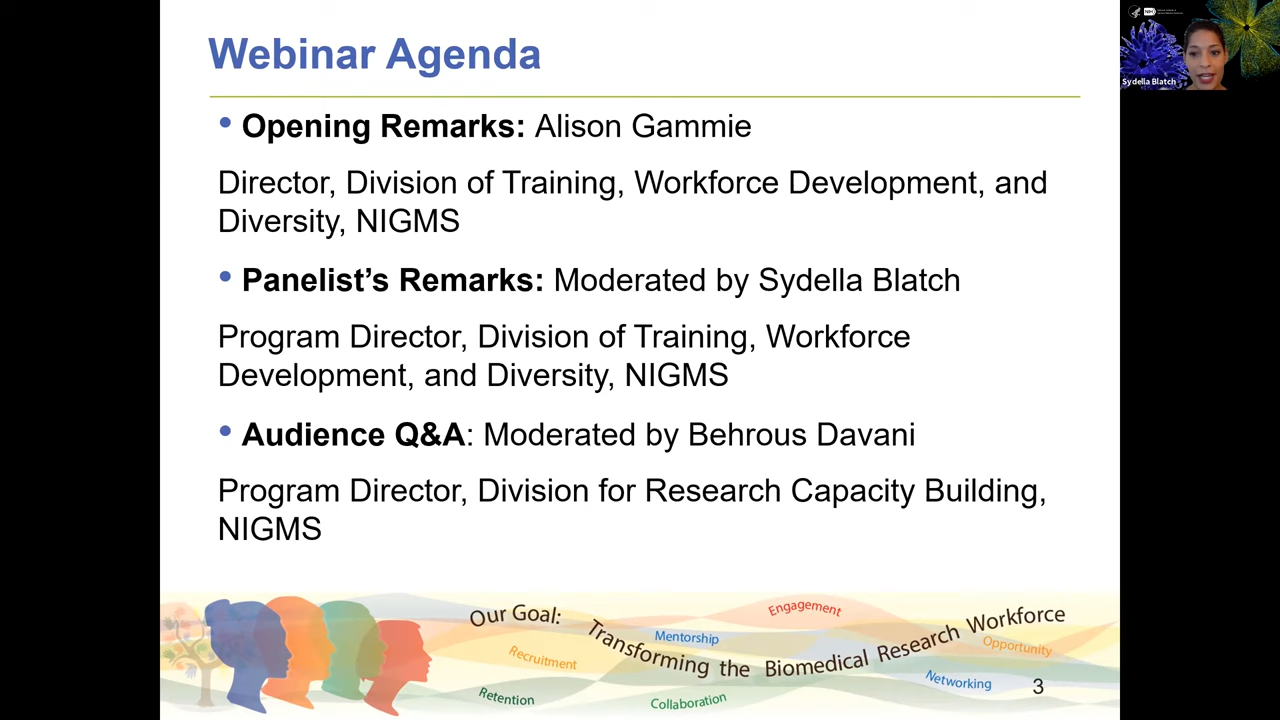 Webinar Agenda
• Opening Remarks: Alison Gammie
Director, Division of Training, Workforce Development, and
Diversity, NIGMS
• Panelist’s Remarks: Moderated by Sydella Blatch
Program Director, Division of Training, Workforce
Development, and Diversity, NIGMS
• Audience Q&A: Moderated by Behrous Davani
Program Director, Division for Research Capacity Building,
NIGMS
Our Goal: Transforming the Biomedical Research Workforce
Engagement
Mentorship
Recruitment
Opportunity
Retention
Collaboration
Networking
3
NIH
Sydella Blatch